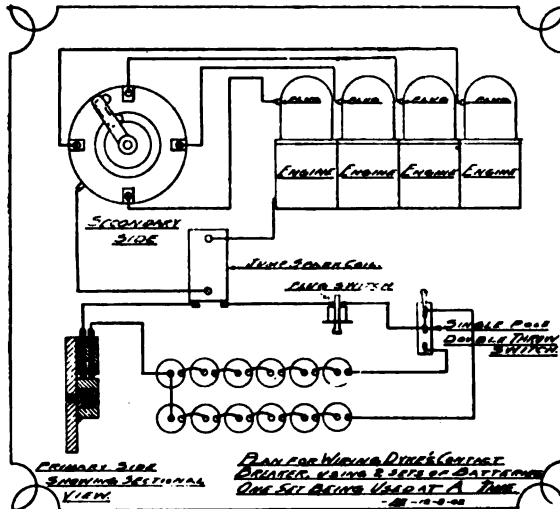 PLUG PLUG PLUG PLUG
ENGINE ENGINE ENGINE ENGINE
SECONDARY
SIDE
JUMP SPARK COIL
PLUG SWITCH
SINGLE POLE
DOUBLE THROW
SWITCH
PRIMARY SIDE
SHOWING SECTIONAL
VIEW.
PLAN FOR WIRING DYKE'S CONTACT
BREAKER, USING 2 SETS OF BATTERIES
ONE SET BEING USED AT A TIME.